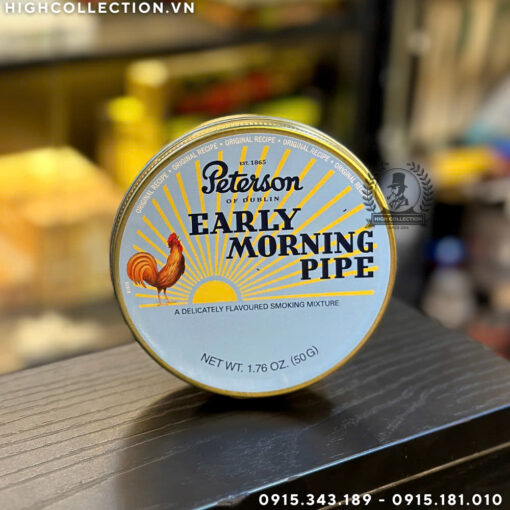 HIGHCOLLECTION.VN
ORIGINAL RECIPE • ORIGINAL RECIPE • ORIGINAL RECIPE • ORIGINAL RECIPE
EST. 1865
Peterson
OF DUBLIN
EARLY
MORNING
PIPE
A DELICATELY FLAVOURED SMOKING MIXTURE
NET WT. 1.76 OZ. (50 G)
HIGH COLLECTION
0915.343.189 - 0915.181.010